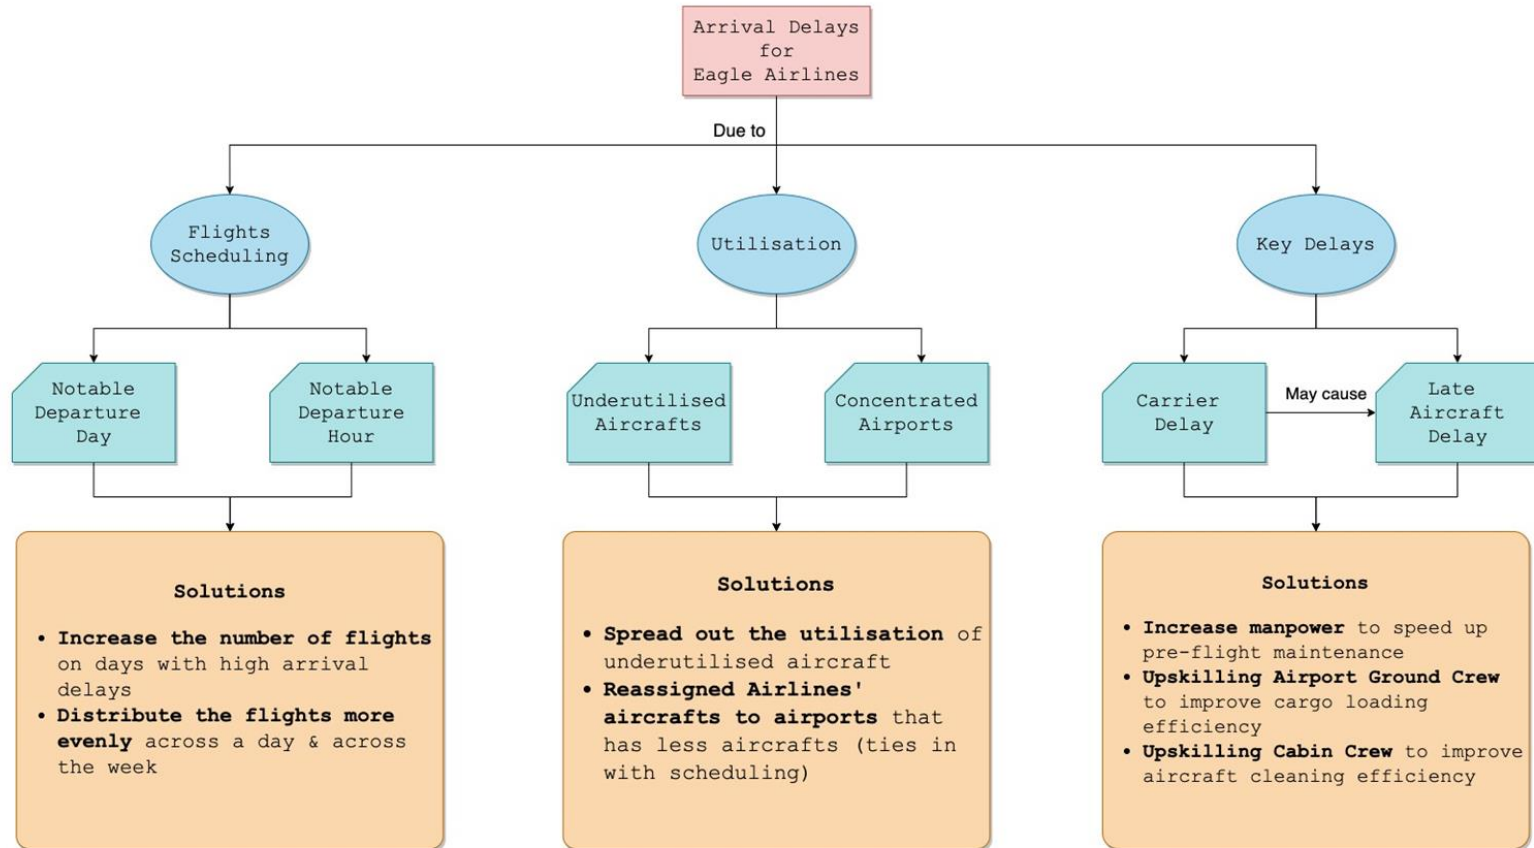 Arrival Delays
for
Eagle Airlines
Due to
Flights
Scheduling
Utilisation
Key Delays
Notable
Departure
Day
Notable
Departure
Hour
Underutilised
Aircrafts
Concentrated
Airports
Carrier
Delay
May cause
Late
Aircraft
Delay
Solutions
• Increase the number of flights
on days with high arrival
delays
• Distribute the flights more
evenly across a day & across
the week
Solutions
• Spread out the utilisation of
underutilised aircraft
• Reassigned Airlines'
aircrafts to airports that
has less aircrafts (ties in
with scheduling)
Solutions
• Increase manpower to speed up
pre-flight maintenance
• Upskilling Airport Ground Crew
to improve cargo loading
efficiency
• Upskilling Cabin Crew to improve
aircraft cleaning efficiency